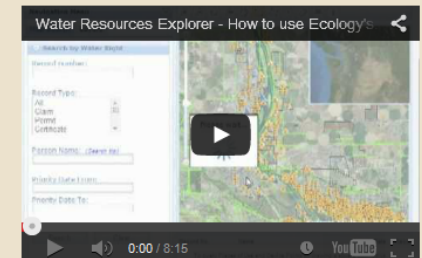 Water Resources Explorer - How to use Ecology's
Search by Water Right
Record Number:
Record Type:
All
Claim
Permit
Certificate
Person Name:
Priority Date From:
Priority Date To:
0:00 / 8:15
YouTube